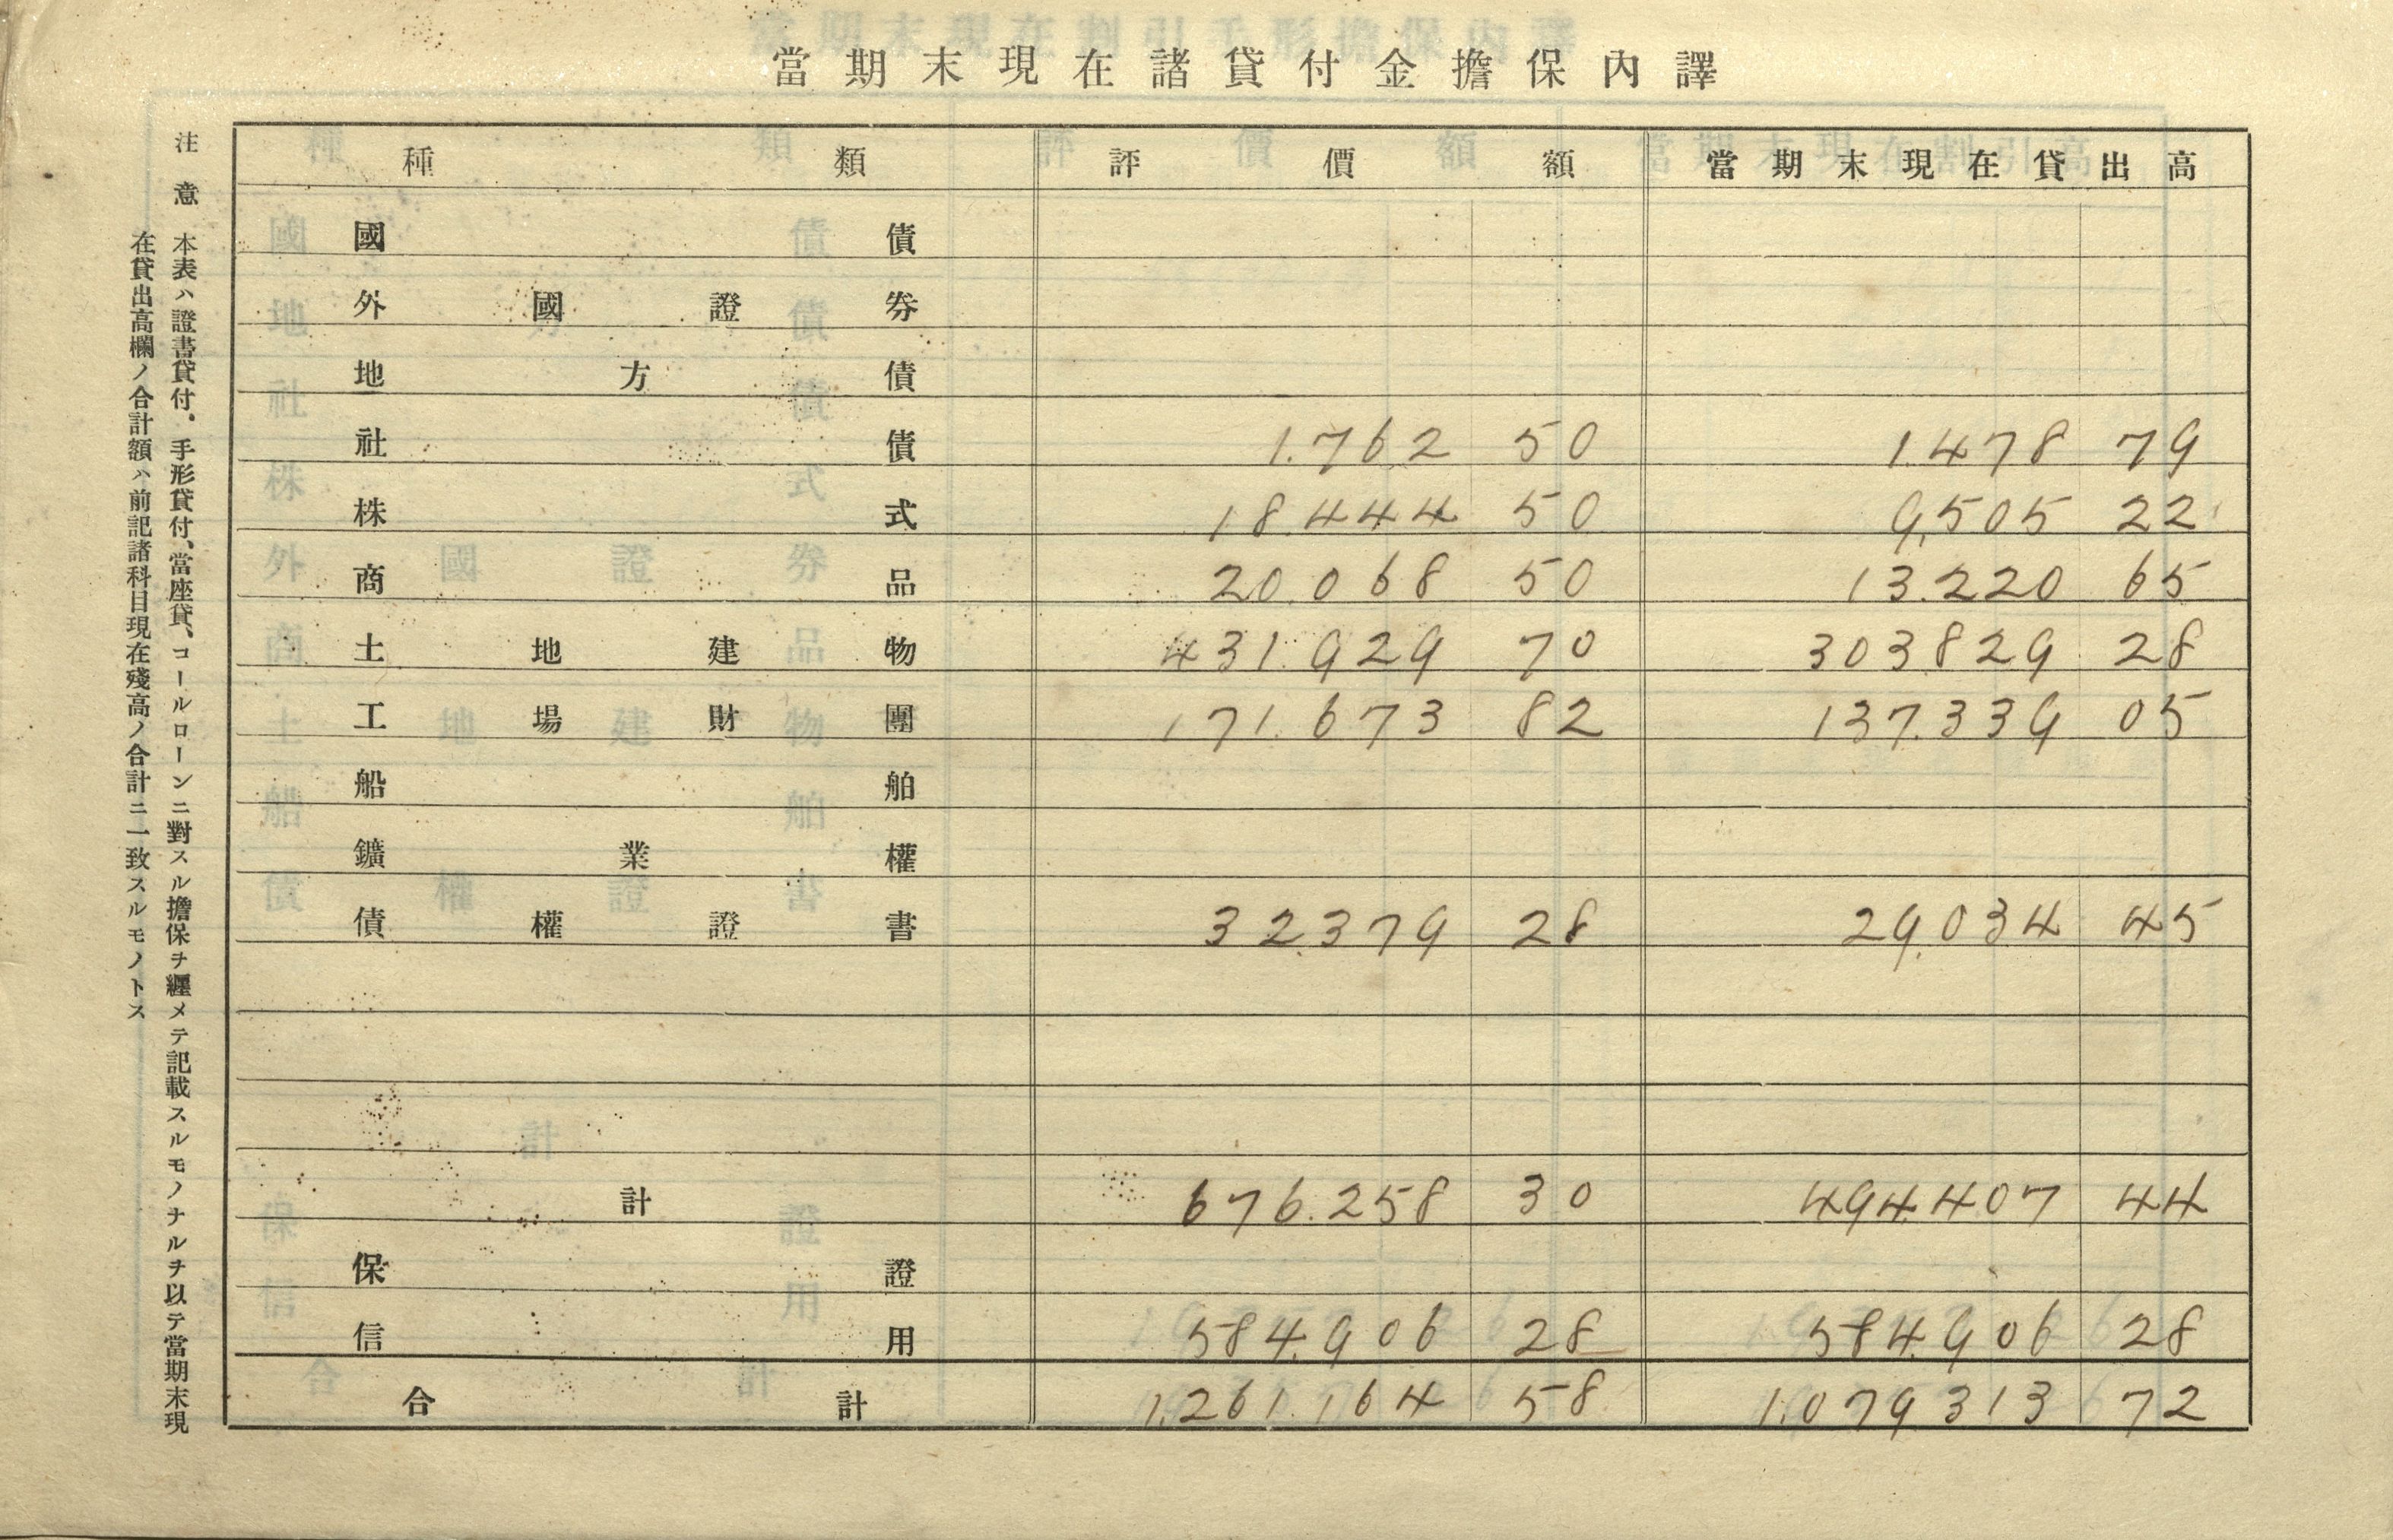 當期末現在諸貸付金擔保內譯
種類 評價額 當期末現在貸出高
國債
外國證券
地方債
社債 1.762 50 1.478 79
株式 18.444 50 9,505 22
商品 20.068 50 13.220 65
土地建物 431.929 70 303829 28
工場財團 171.673 82 137.339 05
船舶
鑛業權
債權證書 32.379 28 29,034 45
計 676.258 30 494.407 44
保證
信用 584.906 28 584.906 28
合計 1.261.164 58 1.079313 72
注意 本表ハ證書貸付、手形貸付、當座貸、コールローンニ對スル擔保ヲ纒メテ記載スルモノナルヲ以テ當期末現
在貸出高欄ノ合計額ハ前記諸科目現在殘高ノ合計ニ一致スルモノトス